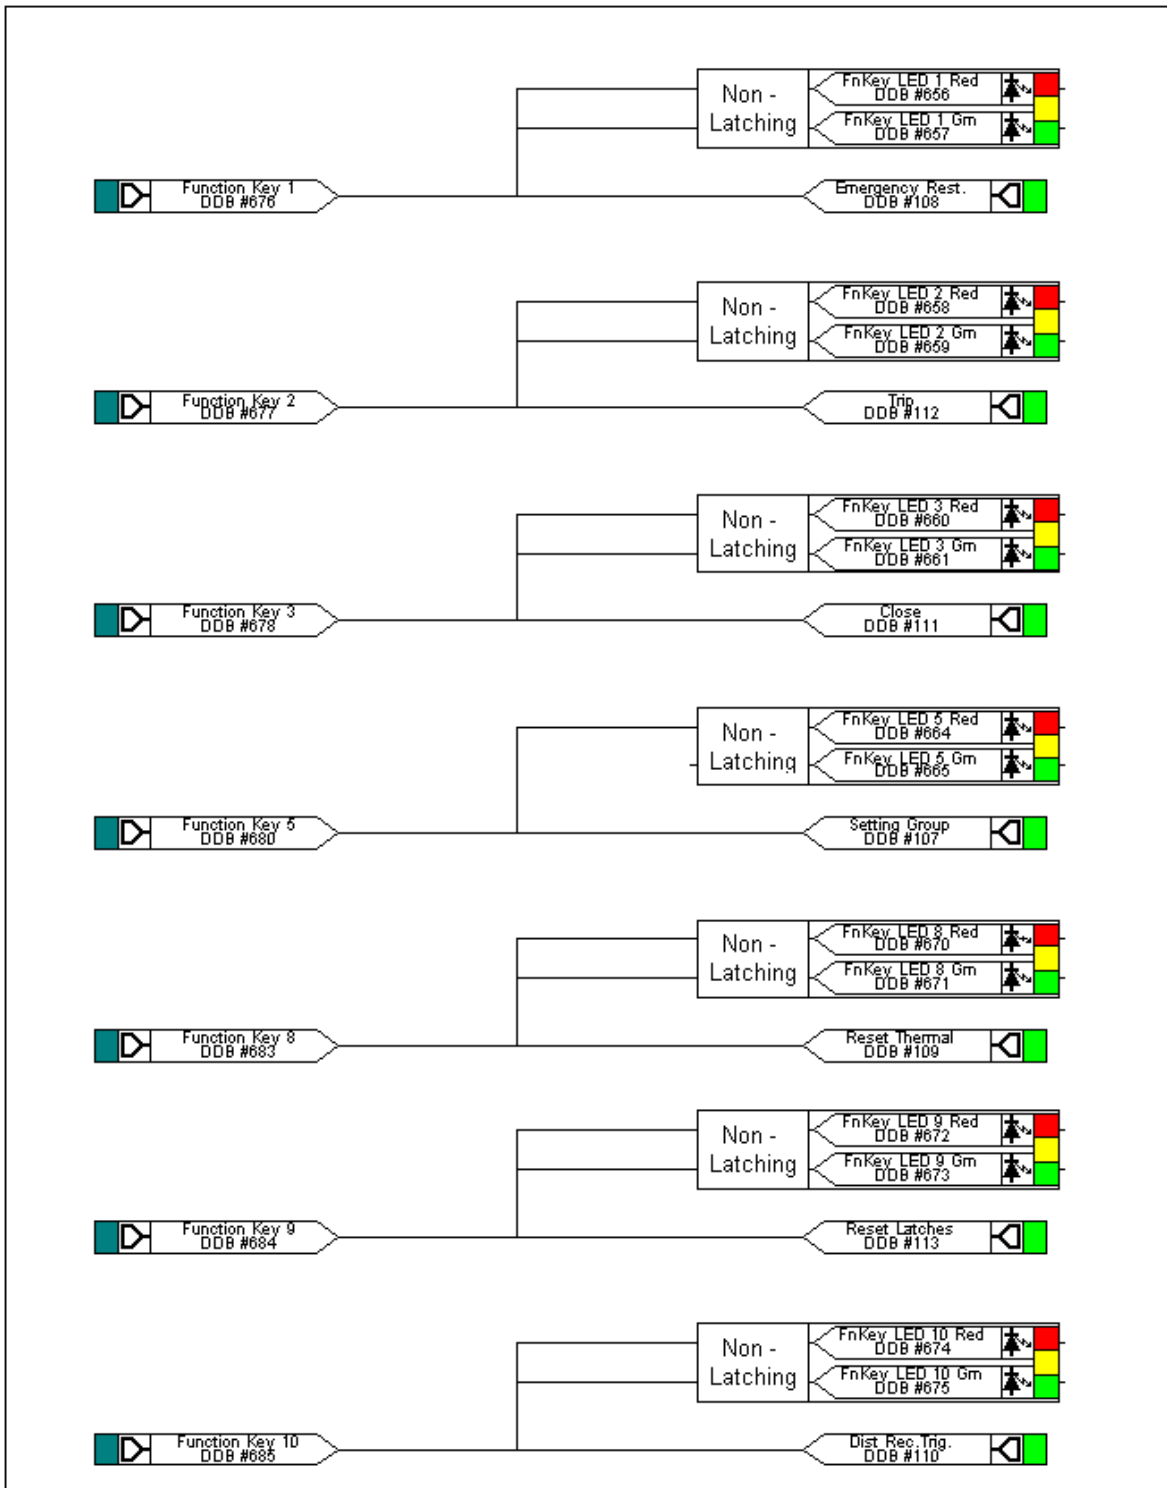 Non -
Latching
FnKey LED 1 Red
DDB #656
FnKey LED 1 Grn
DDB #657
Function Key 1
DDB #676
Emergency Rest.
DDB #108
Non -
Latching
FnKey LED 2 Red
DDB #658
FnKey LED 2 Grn
DDB #659
Function Key 2
DDB #677
Trip
DDB #112
Non -
Latching
FnKey LED 3 Red
DDB #660
FnKey LED 3 Grn
DDB #661
Function Key 3
DDB #678
Close
DDB #111
Non -
Latching
FnKey LED 5 Red
DDB #664
FnKey LED 5 Grn
DDB #665
Function Key 5
DDB #680
Setting Group
DDB #107
Non -
Latching
FnKey LED 8 Red
DDB #670
FnKey LED 8 Grn
DDB #671
Function Key 8
DDB #683
Reset Thermal
DDB #109
Non -
Latching
FnKey LED 9 Red
DDB #672
FnKey LED 9 Grn
DDB #673
Function Key 9
DDB #684
Reset Latches
DDB #113
Non -
Latching
FnKey LED 10 Red
DDB #674
FnKey LED 10 Grn
DDB #675
Function Key 10
DDB #685
Dist Rec.Trig.
DDB #110